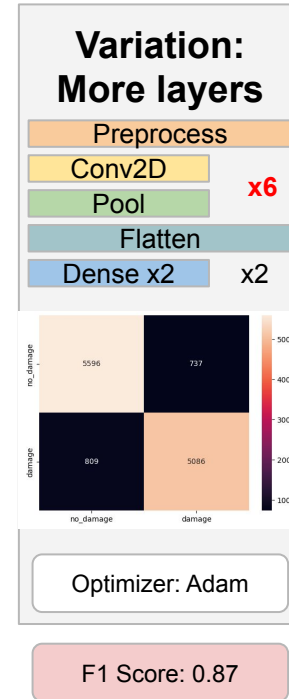 Variation:
More layers
Preprocess
Conv2D
x6
Pool
Flatten
Dense x2
x2
no_damage
5596
737
damage
809
5086
no_damage
damage
Optimizer: Adam
F1 Score: 0.87